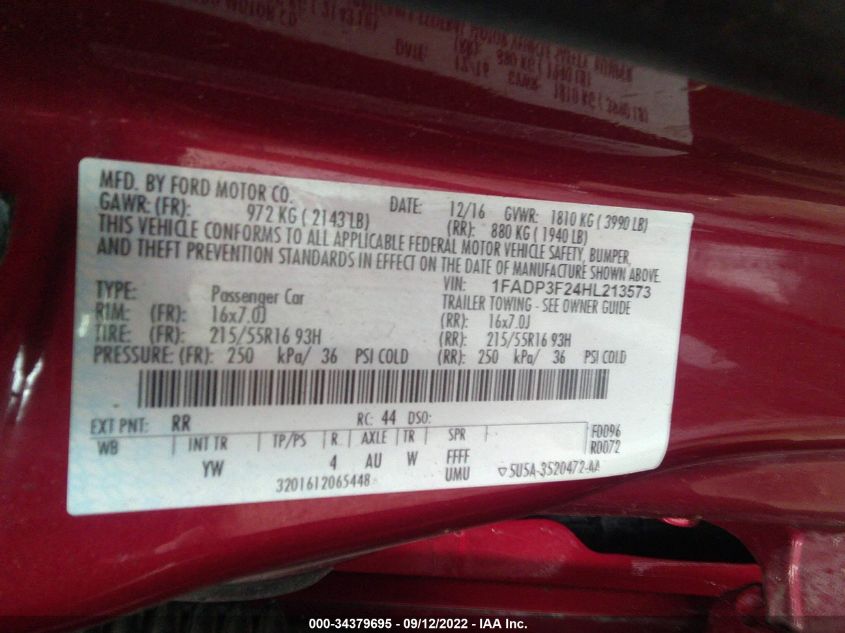 MFD. BY FORD MOTOR CO. DATE: 12/16 GVWR: 1810 KG ( 3990 LB)
GAWR: (FR): 972 KG ( 2143 LB) (RR): 880 KG ( 1940 LB)
THIS VEHICLE CONFORMS TO ALL APPLICABLE FEDERAL MOTOR VEHICLE SAFETY, BUMPER,
AND THEFT PREVENTION STANDARDS IN EFFECT ON THE DATE OF MANUFACTURE SHOWN ABOVE.
VIN: 1FADP3F24HL213573
TYPE: Passenger Car TRAILER TOWING - SEE OWNER GUIDE
RIM: (FR): 16x7.0J (RR): 16x7.0J
TIRE: (FR): 215/55R16 93H (RR): 215/55R16 93H
PRESSURE: (FR): 250 kPa/ 36 PSI COLD (RR): 250 kPa/ 36 PSI COLD
EXT PNT: RR RC: 44 DSO: F0096
WB INT TR TP/PS R AXLE TR SPR R0072
YW 4 AU W FFFF
3201612065448 UMU ▽5U5A-3520472-AA
000-34379695 - 09/12/2022 - IAA Inc.